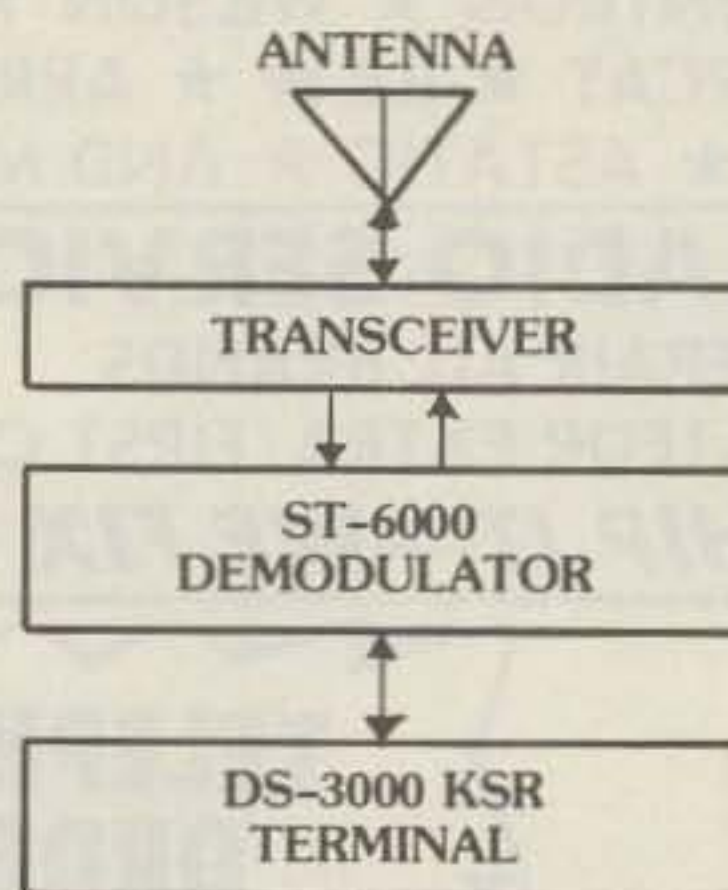 ANTENNA
TRANSCEIVER
ST-6000
DEMODULATOR
DS-3000 KSR
TERMINAL